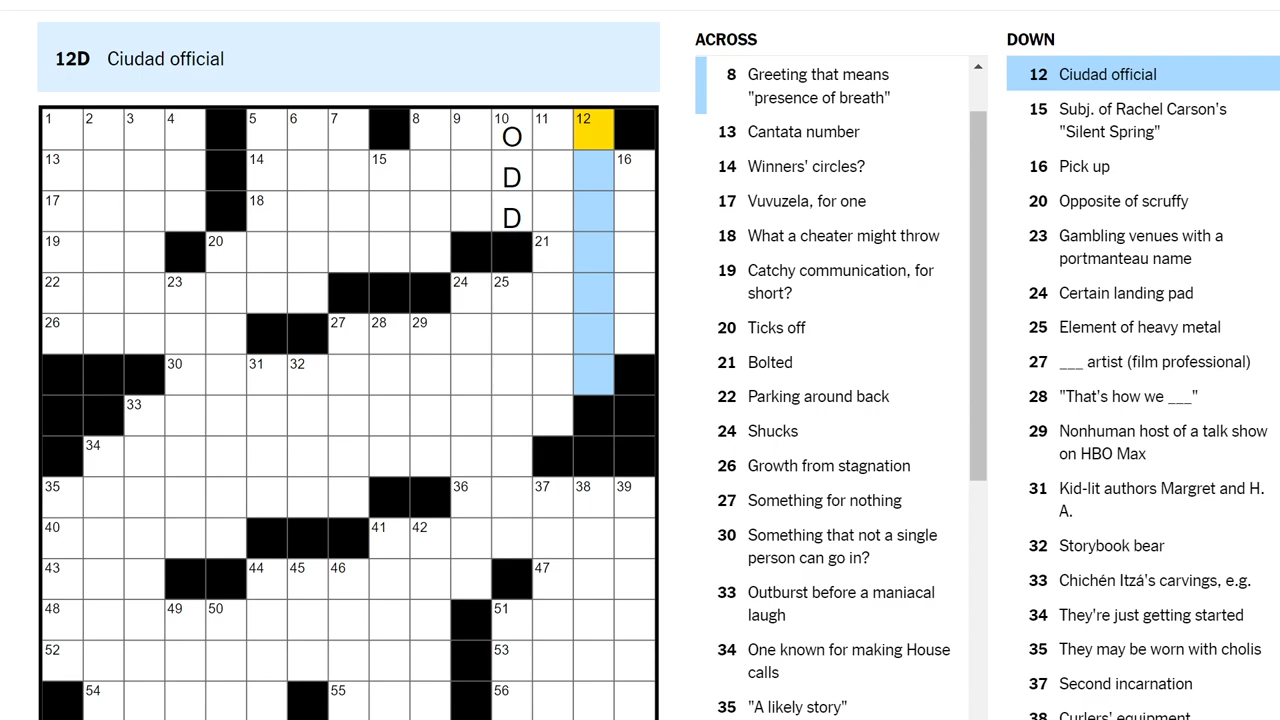 12D Ciudad official
ACROSS
8 Greeting that means
"presence of breath"
13 Cantata number
14 Winners' circles?
17 Vuvuzela, for one
18 What a cheater might throw
19 Catchy communication, for
short?
20 Ticks off
21 Bolted
22 Parking around back
24 Shucks
26 Growth from stagnation
27 Something for nothing
30 Something that not a single
person can go in?
33 Outburst before a maniacal
laugh
34 One known for making House
calls
35 "A likely story"
DOWN
12 Ciudad official
15 Subj. of Rachel Carson's
"Silent Spring"
16 Pick up
20 Opposite of scruffy
23 Gambling venues with a
portmanteau name
24 Certain landing pad
25 Element of heavy metal
27 ___ artist (film professional)
28 "That's how we ___"
29 Nonhuman host of a talk show
on HBO Max
31 Kid-lit authors Margret and H.
A.
32 Storybook bear
33 Chichén Itzá's carvings, e.g.
34 They're just getting started
35 They may be worn with cholis
37 Second incarnation
38 Curlers' equipment
1 2 3 4 5 6 7 8 9 10 11 12
O
13 14 15 16
D
17 18
D
19 20 21
22 23 24 25
26 27 28 29
30 31 32
33
34
35 36 37 38 39
40 41 42
43 44 45 46 47
48 49 50 51
52 53
54 55 56